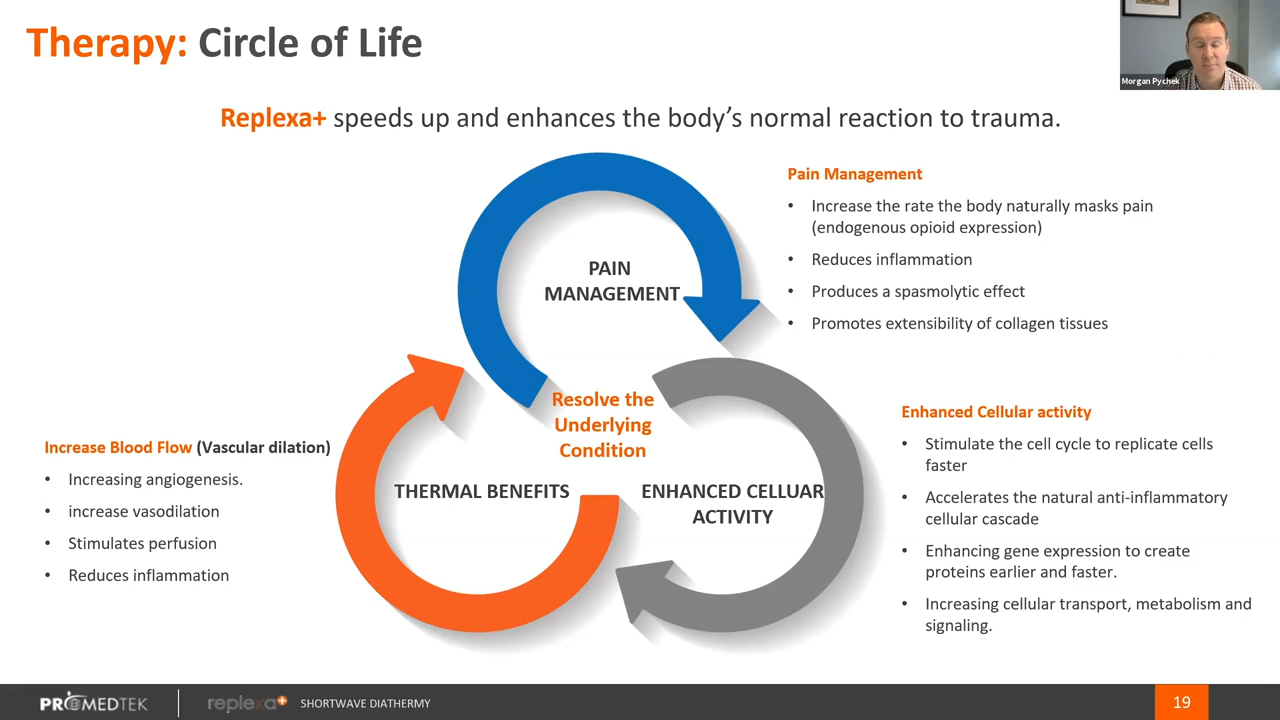 Therapy: Circle of Life
Morgan Pychek
Replexa+ speeds up and enhances the body's normal reaction to trauma.
Pain Management
• Increase the rate the body naturally masks pain
(endogenous opioid expression)
• Reduces inflammation
• Produces a spasmolytic effect
• Promotes extensibility of collagen tissues
PAIN
MANAGEMENT
Resolve the
Underlying
Condition
Increase Blood Flow (Vascular dilation)
• Increasing angiogenesis.
• increase vasodilation
• Stimulates perfusion
• Reduces inflammation
THERMAL BENEFITS
ENHANCED CELLUAR
ACTIVITY
Enhanced Cellular activity
• Stimulate the cell cycle to replicate cells
faster
• Accelerates the natural anti-inflammatory
cellular cascade
• Enhancing gene expression to create
proteins earlier and faster.
• Increasing cellular transport, metabolism and
signaling.
PROMEDTEK
replexa+
SHORTWAVE DIATHERMY
19